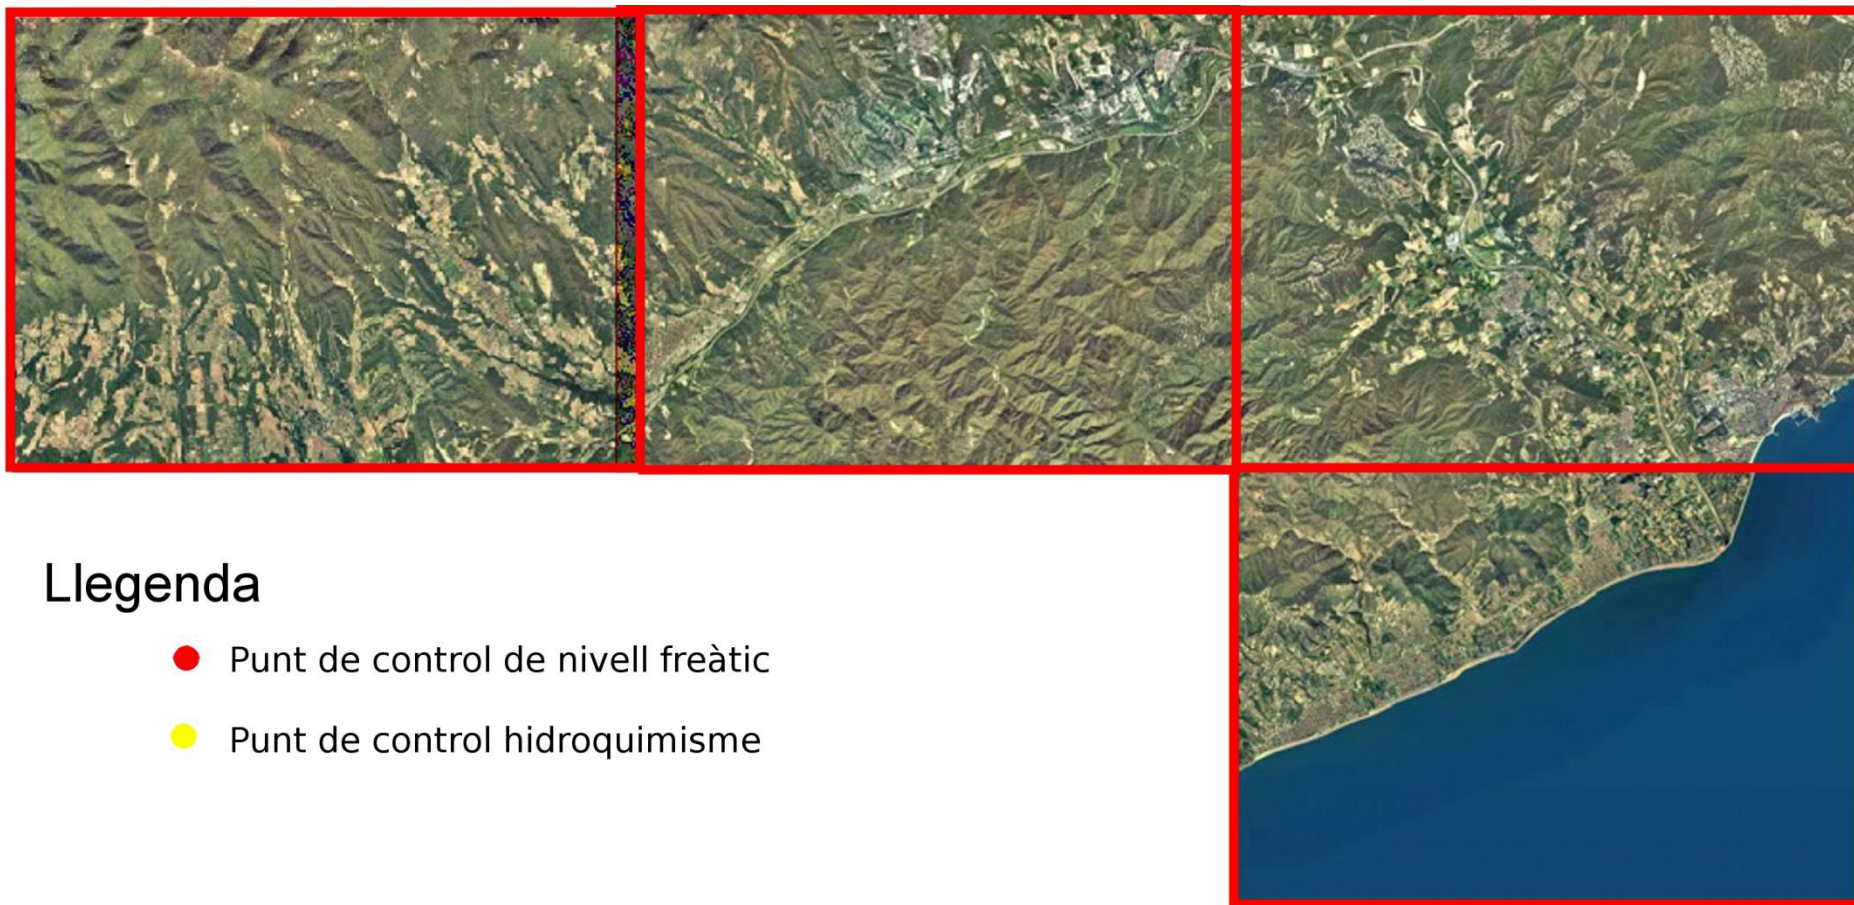 Llegenda
Punt de control de nivell freàtic
Punt de control hidroquimisme